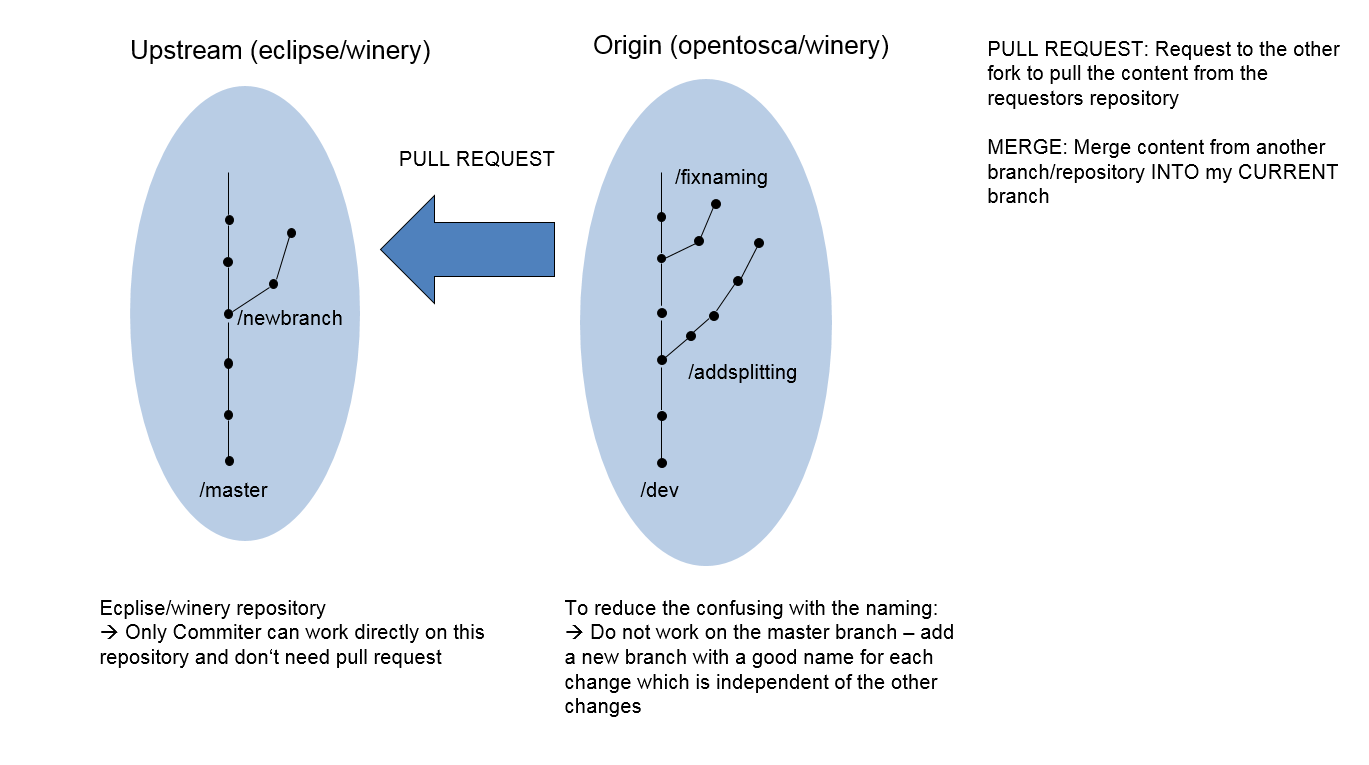 Upstream (eclipse/winery)
Origin (opentosca/winery)
PULL REQUEST: Request to the other
fork to pull the content from the
requestors repository
MERGE: Merge content from another
branch/repository INTO my CURRENT
branch
PULL REQUEST
/newbranch
/master
/fixnaming
/addsplitting
/dev
Ecplise/winery repository
→ Only Commiter can work directly on this
repository and don‘t need pull request
To reduce the confusing with the naming:
→ Do not work on the master branch – add
a new branch with a good name for each
change which is independent of the other
changes